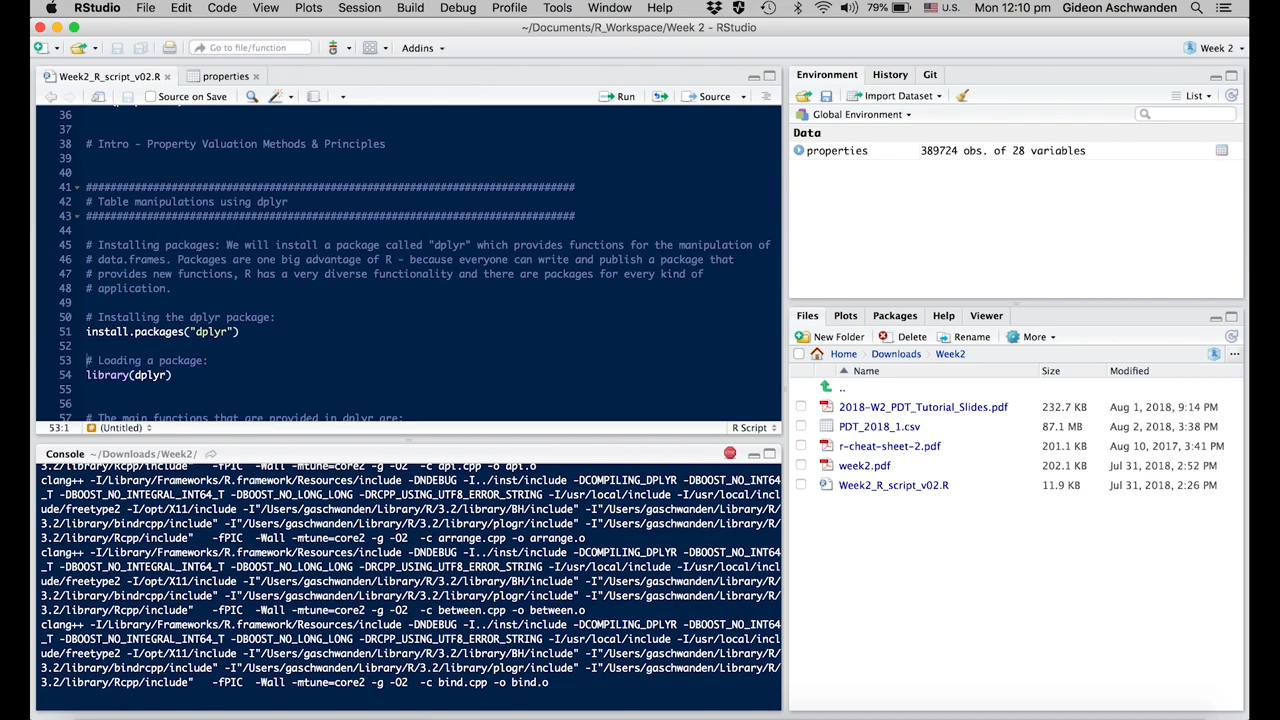 RStudio File Edit Code View Plots Session Build Debug Profile Tools Window Help 79% U.S. Mon 12:10 pm Gideon Aschwanden
~/Documents/R_Workspace/Week 2 - RStudio
Go to file/function Addins Week 2
Week2_R_script_v02.R properties
Source on Save Run Source
36
37
38 # Intro - Property Valuation Methods & Principles
39
40
41 ################################################################################
42 # Table manipulations using dplyr
43 ################################################################################
44
45 # Installing packages: We will install a package called "dplyr" which provides functions for the manipulation of
46 # data.frames. Packages are one big advantage of R - because everyone can write and publish a package that
47 # provides new functions, R has a very diverse functionality and there are packages for every kind of
48 # application.
49
50 # Installing the dplyr package:
51 install.packages("dplyr")
52
53 # Loading a package:
54 library(dplyr)
55
56
57 # The main functions that are provided in dplyr are:
53:1 (Untitled) R Script
Console ~/Downloads/Week2/
3.2/library/Rcpp/include" -fPIC -Wall -mtune=core2 -g -O2 -c api.cpp -o api.o
clang++ -I/Library/Frameworks/R.framework/Resources/include -DNDEBUG -I../inst/include -DCOMPILING_DPLYR -DBOOST_NO_INT64
_T -DBOOST_NO_INTEGRAL_INT64_T -DBOOST_NO_LONG_LONG -DRCPP_USING_UTF8_ERROR_STRING -I/usr/local/include -I/usr/local/incl
ude/freetype2 -I/opt/X11/include -I"/Users/gaschwanden/Library/R/3.2/library/BH/include" -I"/Users/gaschwanden/Library/R/
3.2/library/bindrcpp/include" -I"/Users/gaschwanden/Library/R/3.2/library/plogr/include" -I"/Users/gaschwanden/Library/R/
3.2/library/Rcpp/include" -fPIC -Wall -mtune=core2 -g -O2 -c arrange.cpp -o arrange.o
clang++ -I/Library/Frameworks/R.framework/Resources/include -DNDEBUG -I../inst/include -DCOMPILING_DPLYR -DBOOST_NO_INT64
_T -DBOOST_NO_INTEGRAL_INT64_T -DBOOST_NO_LONG_LONG -DRCPP_USING_UTF8_ERROR_STRING -I/usr/local/include -I/usr/local/incl
ude/freetype2 -I/opt/X11/include -I"/Users/gaschwanden/Library/R/3.2/library/BH/include" -I"/Users/gaschwanden/Library/R/
3.2/library/bindrcpp/include" -I"/Users/gaschwanden/Library/R/3.2/library/plogr/include" -I"/Users/gaschwanden/Library/R/
3.2/library/Rcpp/include" -fPIC -Wall -mtune=core2 -g -O2 -c between.cpp -o between.o
clang++ -I/Library/Frameworks/R.framework/Resources/include -DNDEBUG -I../inst/include -DCOMPILING_DPLYR -DBOOST_NO_INT64
_T -DBOOST_NO_INTEGRAL_INT64_T -DBOOST_NO_LONG_LONG -DRCPP_USING_UTF8_ERROR_STRING -I/usr/local/include -I/usr/local/incl
ude/freetype2 -I/opt/X11/include -I"/Users/gaschwanden/Library/R/3.2/library/BH/include" -I"/Users/gaschwanden/Library/R/
3.2/library/bindrcpp/include" -I"/Users/gaschwanden/Library/R/3.2/library/plogr/include" -I"/Users/gaschwanden/Library/R/
3.2/library/Rcpp/include" -fPIC -Wall -mtune=core2 -g -O2 -c bind.cpp -o bind.o
Environment History Git
Import Dataset List
Global Environment
Data
properties 389724 obs. of 28 variables
Files Plots Packages Help Viewer
New Folder Delete Rename More
Home Downloads Week2
Name Size Modified
..
2018-W2_PDT_Tutorial_Slides.pdf 232.7 KB Aug 1, 2018, 9:14 PM
PDT_2018_1.csv 87.1 MB Aug 2, 2018, 3:38 PM
r-cheat-sheet-2.pdf 201.1 KB Aug 10, 2017, 3:41 PM
week2.pdf 202.1 KB Jul 31, 2018, 2:52 PM
Week2_R_script_v02.R 11.9 KB Jul 31, 2018, 2:26 PM